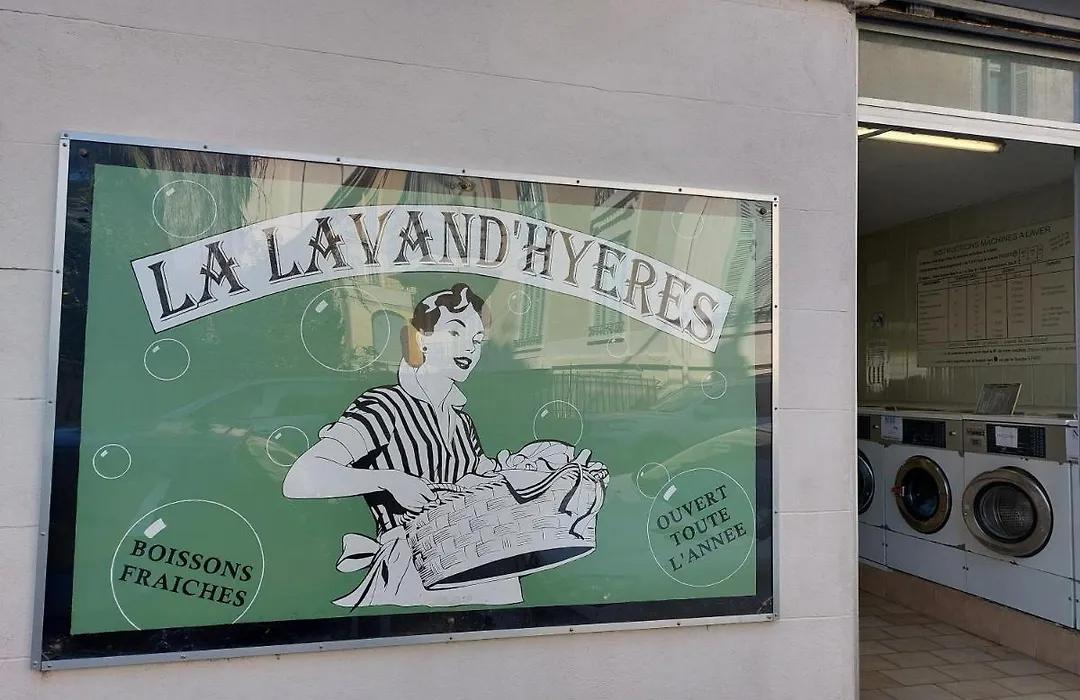 LA LAVAND'HYERES
BOISSONS
FRAICHES
OUVERT
TOUTE
L'ANNEE
INSTRUCTIONS MACHINES A LAVER